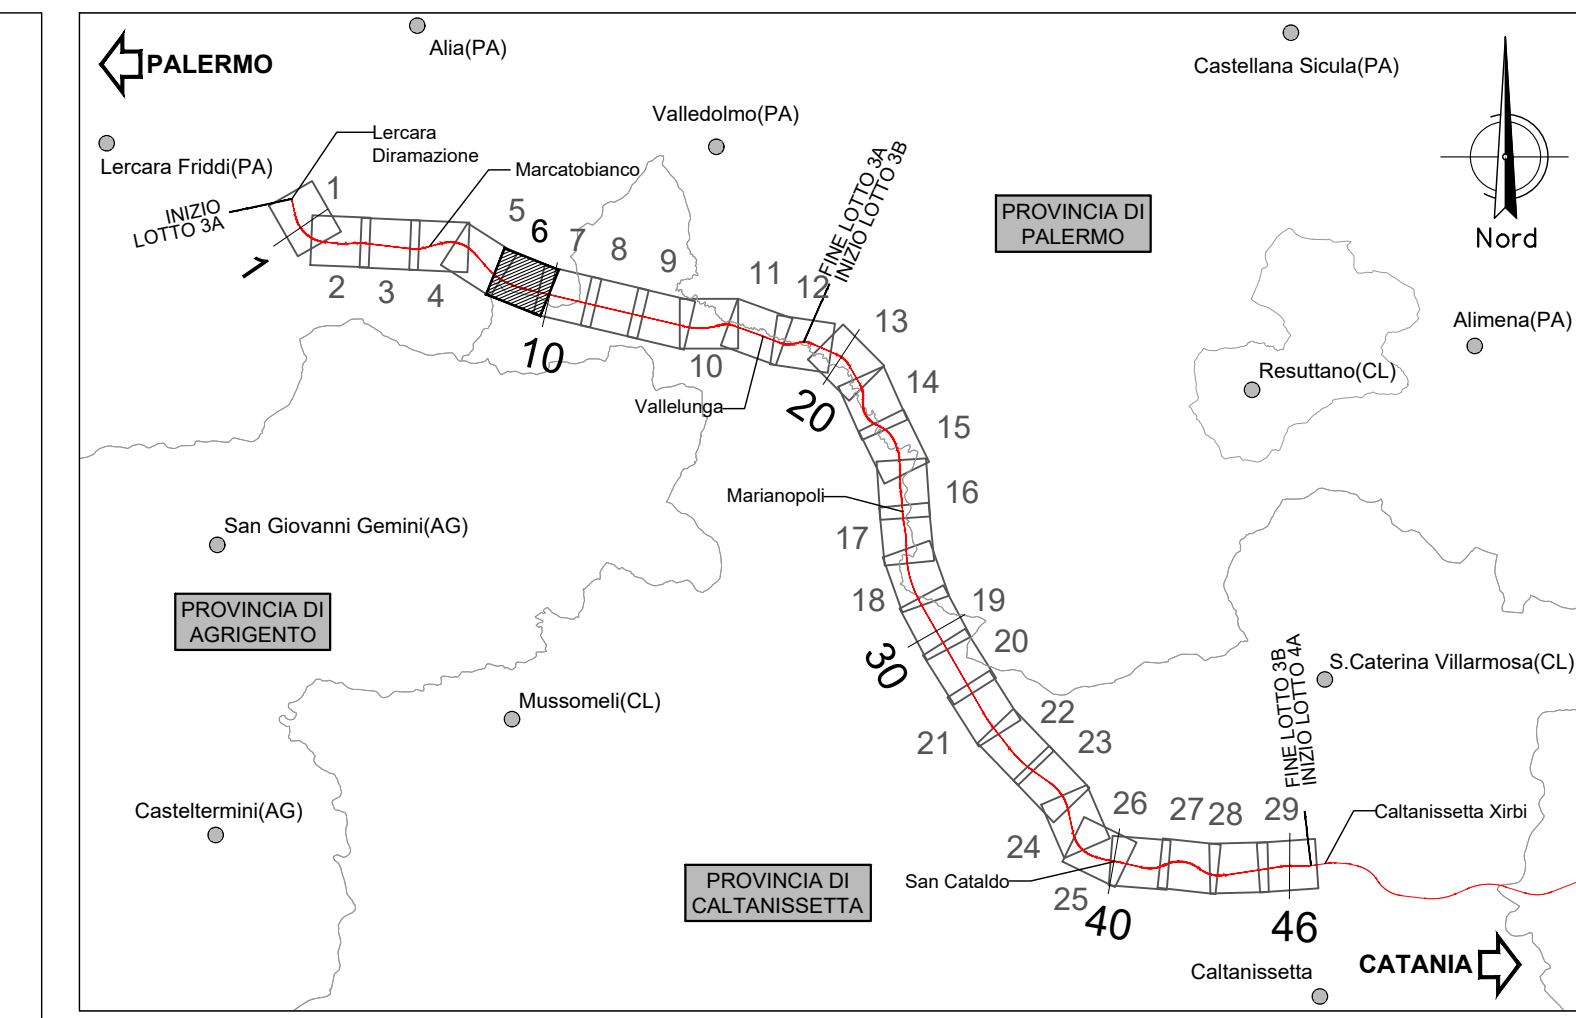 PALERMO
Alia(PA)
Castellana Sicula(PA)
Valledolmo(PA)
Lercara
Diramazione
Lercara Friddi(PA)
Marcatobianco
INIZIO
LOTTO 3A
FINE LOTTO 3A
INIZIO LOTTO 3B
PROVINCIA DI
PALERMO
Nord
1
1
2
3
4
5
6
7
8
9
10
10
11
12
13
14
15
16
17
18
19
20
20
21
22
23
24
25
26
27
28
29
30
40
46
Vallelunga
Alimena(PA)
Resuttano(CL)
Marianopoli
San Giovanni Gemini(AG)
PROVINCIA DI
AGRIGENTO
Mussomeli(CL)
S.Caterina Villarmosa(CL)
FINE LOTTO 3B
INIZIO LOTTO 4A
Casteltermini(AG)
Caltanissetta Xirbi
San Cataldo
PROVINCIA DI
CALTANISSETTA
CATANIA
Caltanissetta